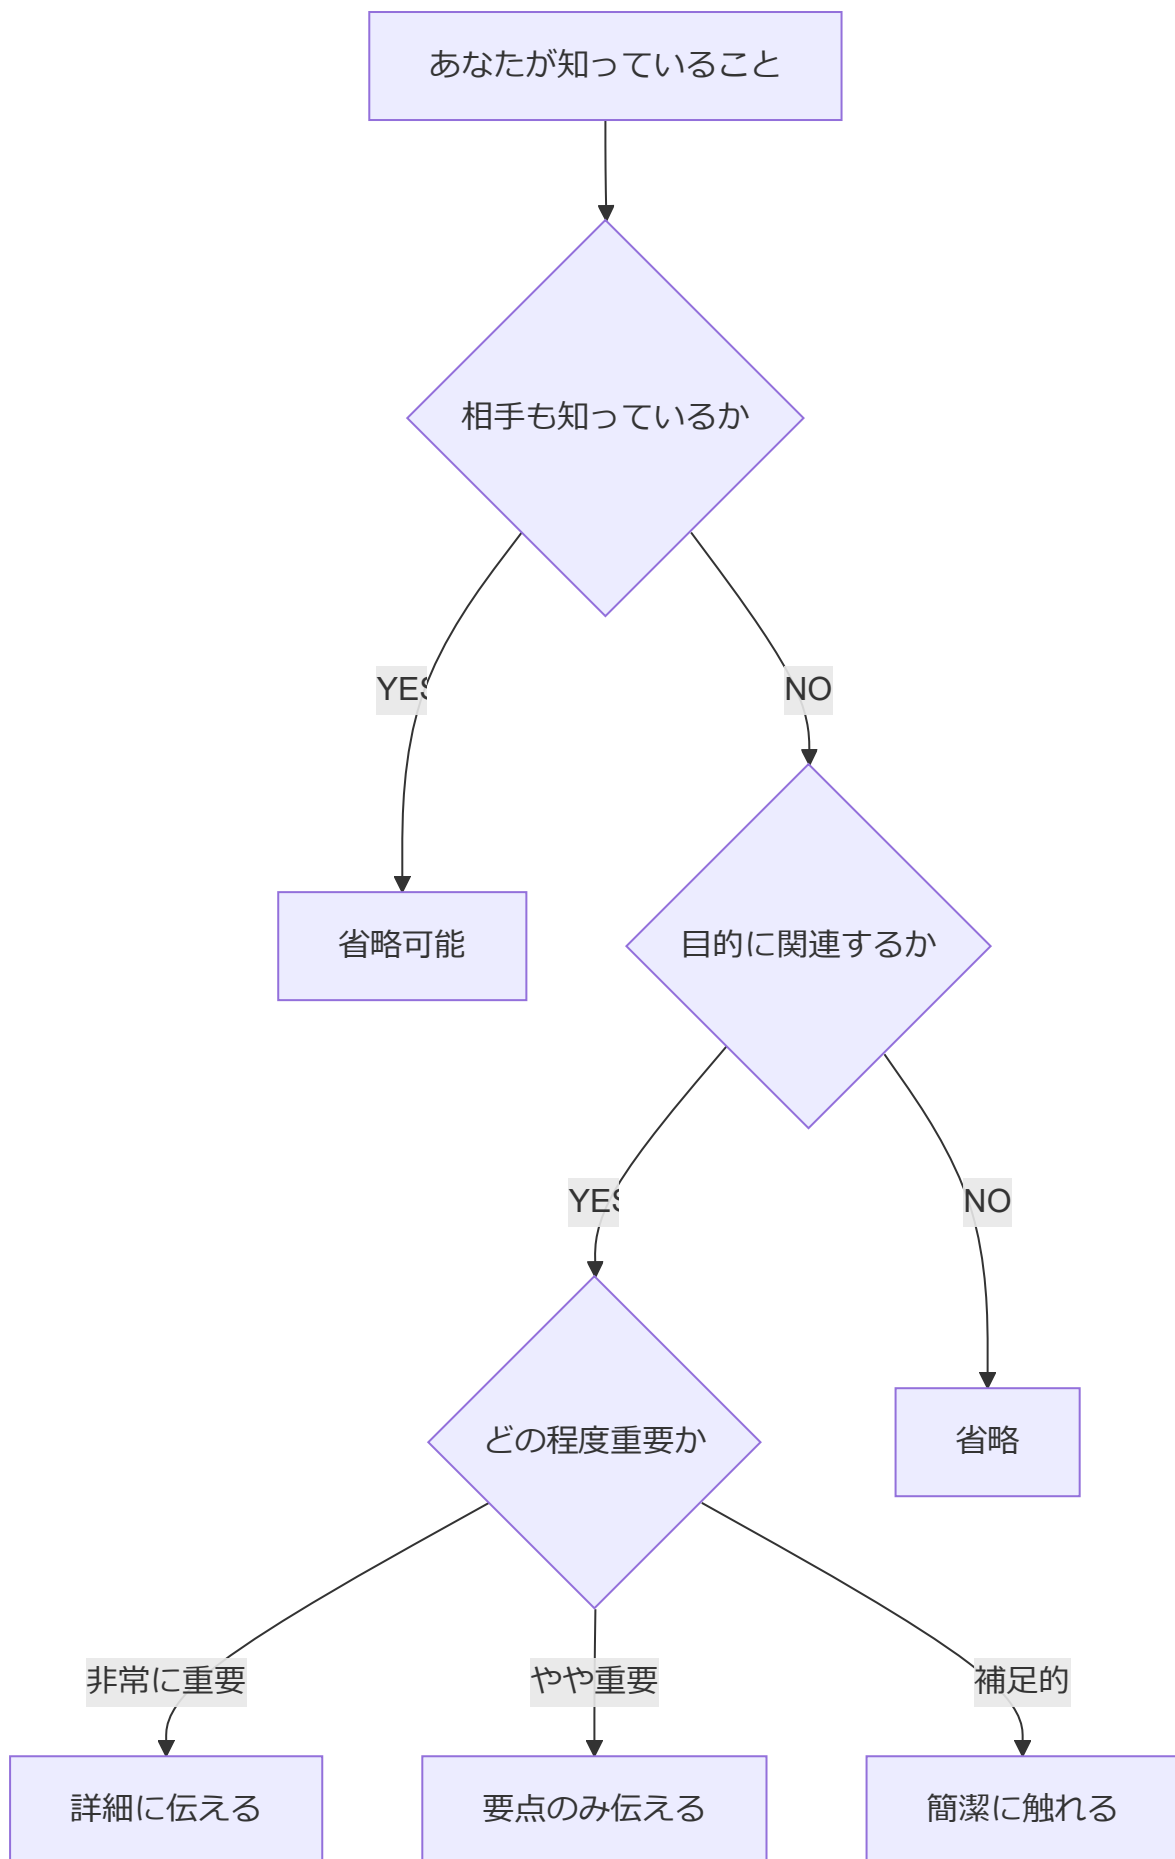 あなたが知っていること
相手も知っているか
YES
NO
省略可能
目的に関連するか
YES
NO
どの程度重要か
省略
非常に重要
やや重要
補足的
詳細に伝える
要点のみ伝える
簡潔に触れる